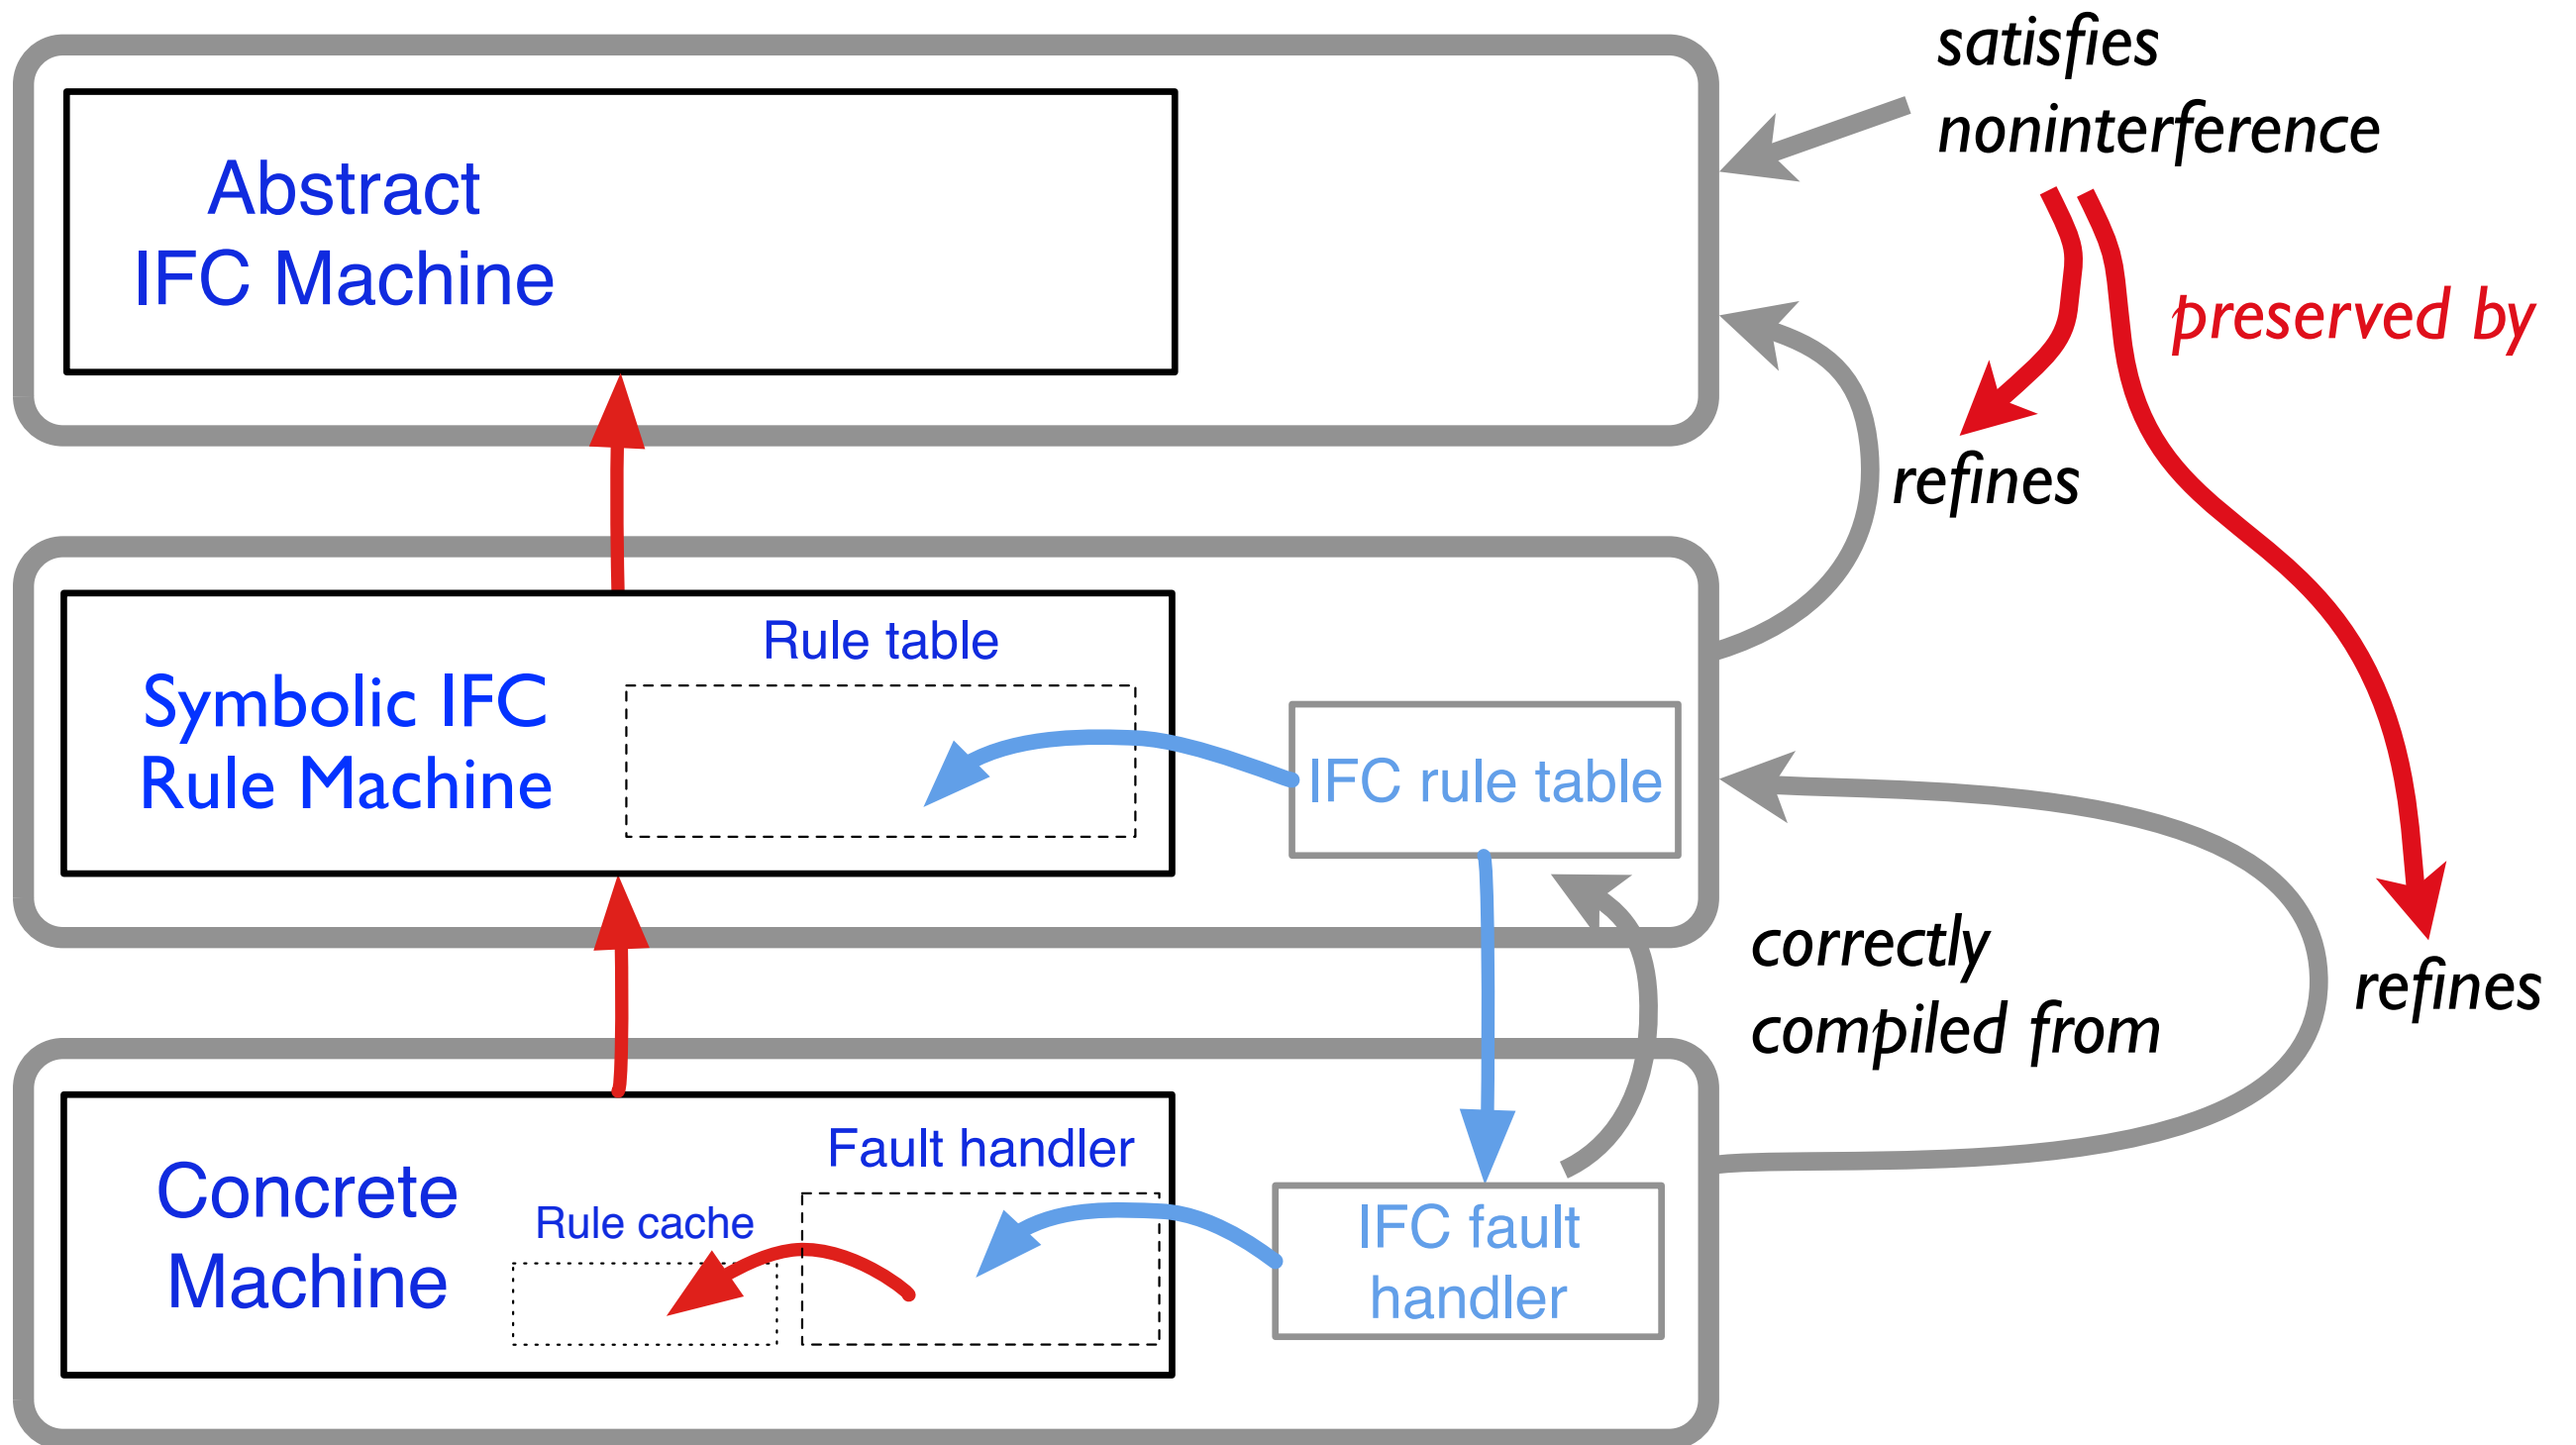 satisfies
noninterference
Abstract
IFC Machine
preserved by
refines
Rule table
Symbolic IFC
Rule Machine
IFC rule table
correctly
compiled from
refines
Fault handler
Concrete
Machine
Rule cache
IFC fault
handler